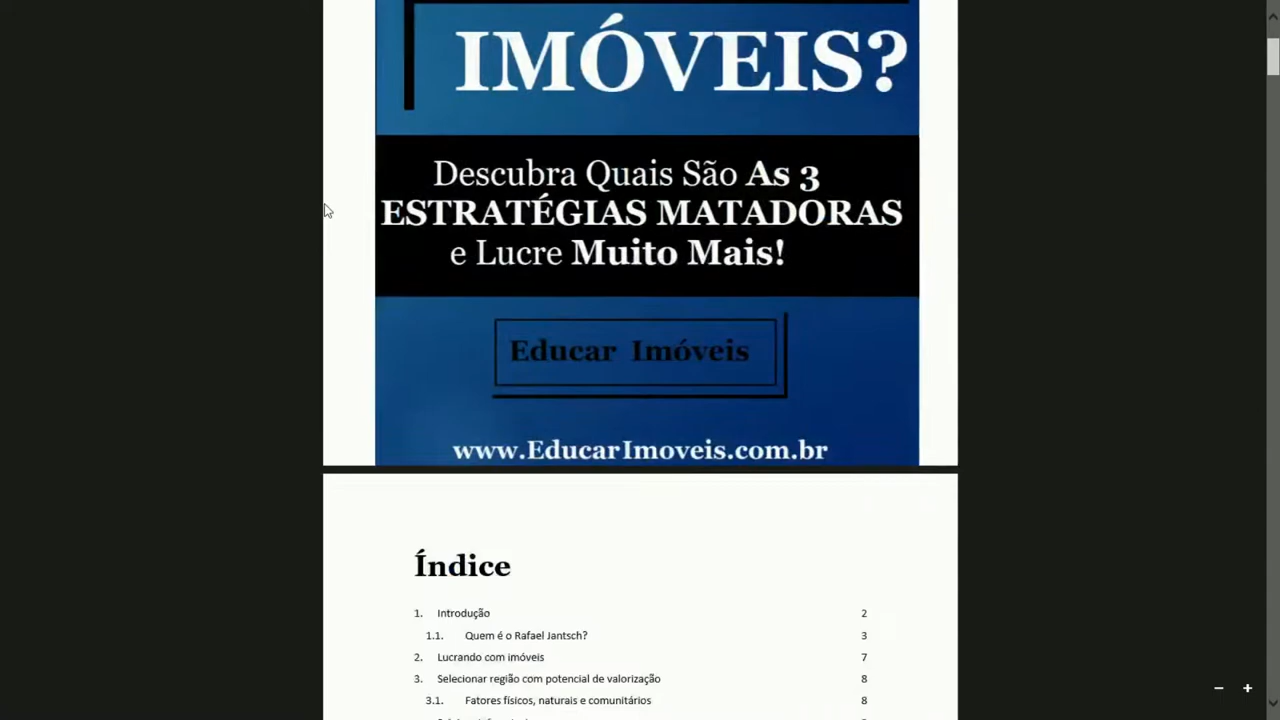 IMÓVEIS?
Descubra Quais São As 3
ESTRATÉGIAS MATADORAS
e Lucre Muito Mais!
Educar Imóveis
www.EducarImoveis.com.br
Índice
1. Introdução 2
1.1. Quem é o Rafael Jantsch? 3
2. Lucrando com imóveis 7
3. Selecionar região com potencial de valorização 8
3.1. Fatores físicos, naturais e comunitários 8